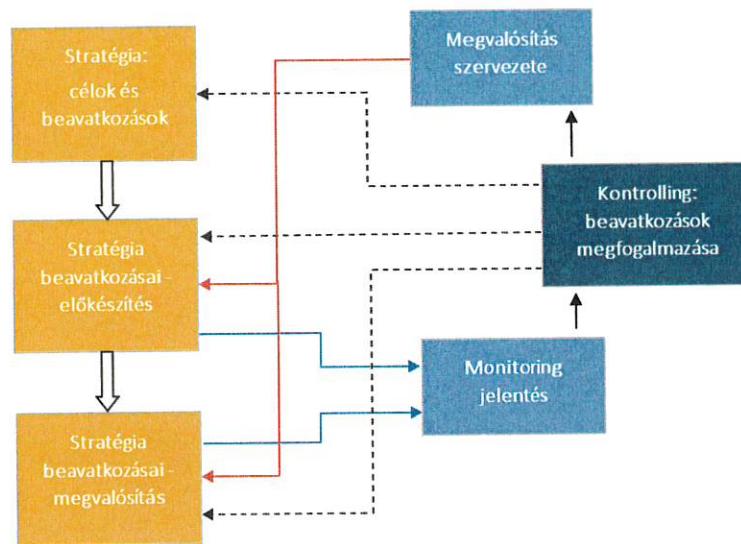 Stratégia:
célok és
beavatkozások
Megvalósítás
szervezete
Kontrolling:
beavatkozások
megfogalmazása
Stratégia
beavatkozásai -
előkészítés
Monitoring
jelentés
Stratégia
beavatkozásai -
megvalósítás